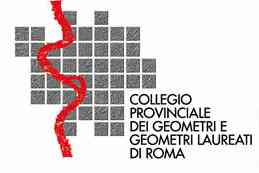 COLLEGIO
PROVINCIALE
DEI GEOMETRI E
GEOMETRI LAUREATI
DI ROMA